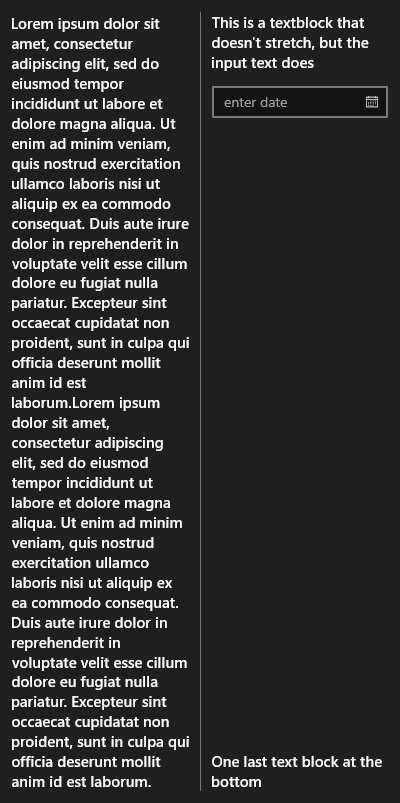 Lorem ipsum dolor sit
amet, consectetur
adipiscing elit, sed do
eiusmod tempor
incididunt ut labore et
dolore magna aliqua. Ut
enim ad minim veniam,
quis nostrud exercitation
ullamco laboris nisi ut
aliquip ex ea commodo
consequat. Duis aute irure
dolor in reprehenderit in
voluptate velit esse cillum
dolore eu fugiat nulla
pariatur. Excepteur sint
occaecat cupidatat non
proident, sunt in culpa qui
officia deserunt mollit
anim id est
laborum.Lorem ipsum
dolor sit amet,
consectetur adipiscing
elit, sed do eiusmod
tempor incididunt ut
labore et dolore magna
aliqua. Ut enim ad minim
veniam, quis nostrud
exercitation ullamco
laboris nisi ut aliquip ex
ea commodo consequat.
Duis aute irure dolor in
reprehenderit in
voluptate velit esse cillum
dolore eu fugiat nulla
pariatur. Excepteur sint
occaecat cupidatat non
proident, sunt in culpa qui
officia deserunt mollit
anim id est laborum.
This is a textblock that
doesn't stretch, but the
input text does
enter date
One last text block at the
bottom